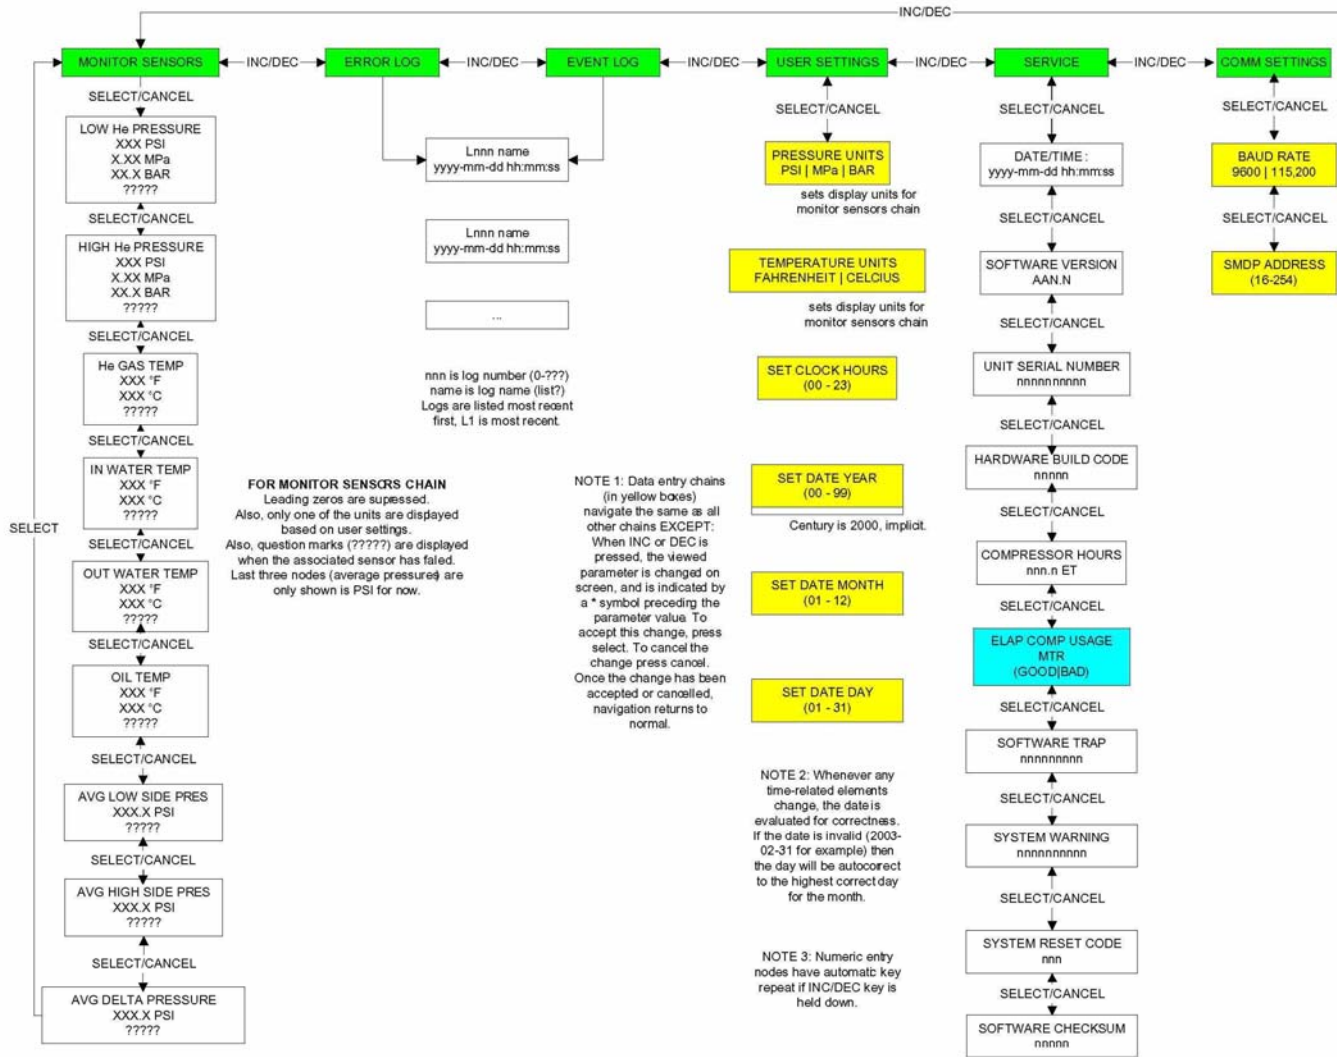 INC/DEC
MONITOR SENSORS
INC/DEC
ERROR LOG
INC/DEC
EVENT LOG
INC/DEC
USER SETTINGS
INC/DEC
SERVICE
INC/DEC
COMM SETTINGS
SELECT/CANCEL
LOW He PRESSURE
XXX PSI
X.XX MPa
XX.X BAR
?????
SELECT/CANCEL
HIGH He PRESSURE
XXX PSI
X.XX MPa
XX.X BAR
?????
SELECT/CANCEL
He GAS TEMP
XXX °F
XXX °C
?????
SELECT/CANCEL
IN WATER TEMP
XXX °F
XXX °C
?????
SELECT
SELECT/CANCEL
OUT WATER TEMP
XXX °F
XXX °C
?????
SELECT/CANCEL
OIL TEMP
XXX °F
XXX °C
?????
SELECT/CANCEL
AVG LOW SIDE PRES
XXX.X PSI
?????
SELECT/CANCEL
AVG HIGH SIDE PRES
XXX.X PSI
?????
SELECT/CANCEL
AVG DELTA PRESSURE
XXX.X PSI
?????
Lnnn name
yyyy-mm-dd hh:mm:ss
Lnnn name
yyyy-mm-dd hh:mm:ss
...
nnn is log number (0-???)
name is log name (list?)
Logs are listed most recent
first, L1 is most recent.
FOR MONITOR SENSORS CHAIN
Leading zeros are supressed.
Also, only one of the units are displayed
based on user settings.
Also, question marks (?????) are displayed
when the associated sensor has faled.
Last three nodes (average pressures) are
only shown is PSI for now.
NOTE 1: Data entry chains
(in yellow boxes)
navigate the same as all
other chains EXCEPT:
When INC or DEC is
pressed, the viewed
parameter is changed on
screen, and is indicated by
a * symbol preceding the
parameter value. To
accept this change, press
select. To cancel the
change press cancel.
Once the change has been
accepted or cancelled,
navigation returns to
normal.
SELECT/CANCEL
PRESSURE UNITS
PSI | MPa | BAR
sets display units for
monitor sensors chain
TEMPERATURE UNITS
FAHRENHEIT | CELCIUS
sets display units for
monitor sensors chain
SET CLOCK HOURS
(00 - 23)
SET DATE YEAR
(00 - 99)
Century is 2000, implicit.
SET DATE MONTH
(01 - 12)
SET DATE DAY
(01 - 31)
NOTE 2: Whenever any
time-related elements
change, the date is
evaluated for correctness.
If the date is invalid (2003-
02-31 for example) then
the day will be autocorrect
to the highest correct day
for the month.
NOTE 3: Numeric entry
nodes have automatic key
repeat if INC/DEC key is
held down.
SELECT/CANCEL
DATE/TIME :
yyyy-mm-dd hh:mm:ss
SELECT/CANCEL
SOFTWARE VERSION
AAN.N
SELECT/CANCEL
UNIT SERIAL NUMBER
nnnnnnnnnn
SELECT/CANCEL
HARDWARE BUILD CODE
nnnnn
SELECT/CANCEL
COMPRESSOR HOURS
nnn.n ET
SELECT/CANCEL
ELAP COMP USAGE
MTR
(GOOD|BAD)
SELECT/CANCEL
SOFTWARE TRAP
nnnnnnnnn
SELECT/CANCEL
SYSTEM WARNING
nnnnnnnnnn
SELECT/CANCEL
SYSTEM RESET CODE
nnn
SELECT/CANCEL
SOFTWARE CHECKSUM
nnnnn
SELECT/CANCEL
BAUD RATE
9600 | 115,200
SELECT/CANCEL
SMDP ADDRESS
(16-254)